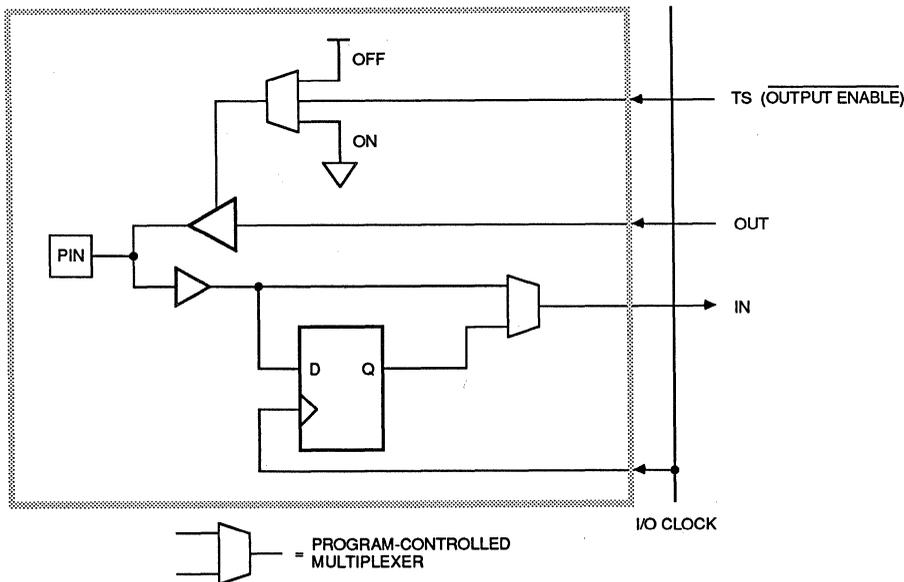 OFF
TS (OUTPUT ENABLE)
ON
OUT
PIN
IN
D Q
I/O CLOCK
= PROGRAM-CONTROLLED
MULTIPLEXER